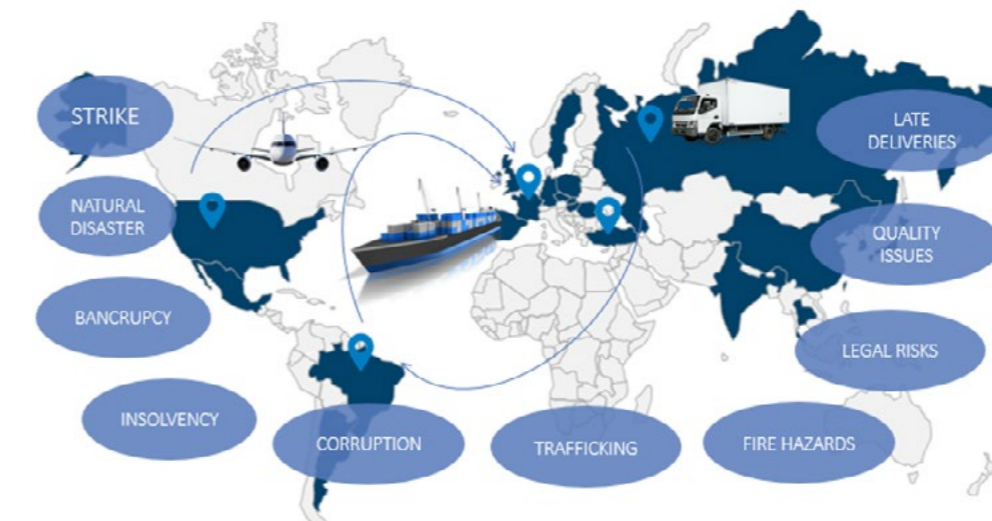 STRIKE
NATURAL
DISASTER
BANCRUPCY
INSOLVENCY
CORRUPTION
TRAFFICKING
FIRE HAZARDS
LEGAL RISKS
QUALITY
ISSUES
LATE
DELIVERIES